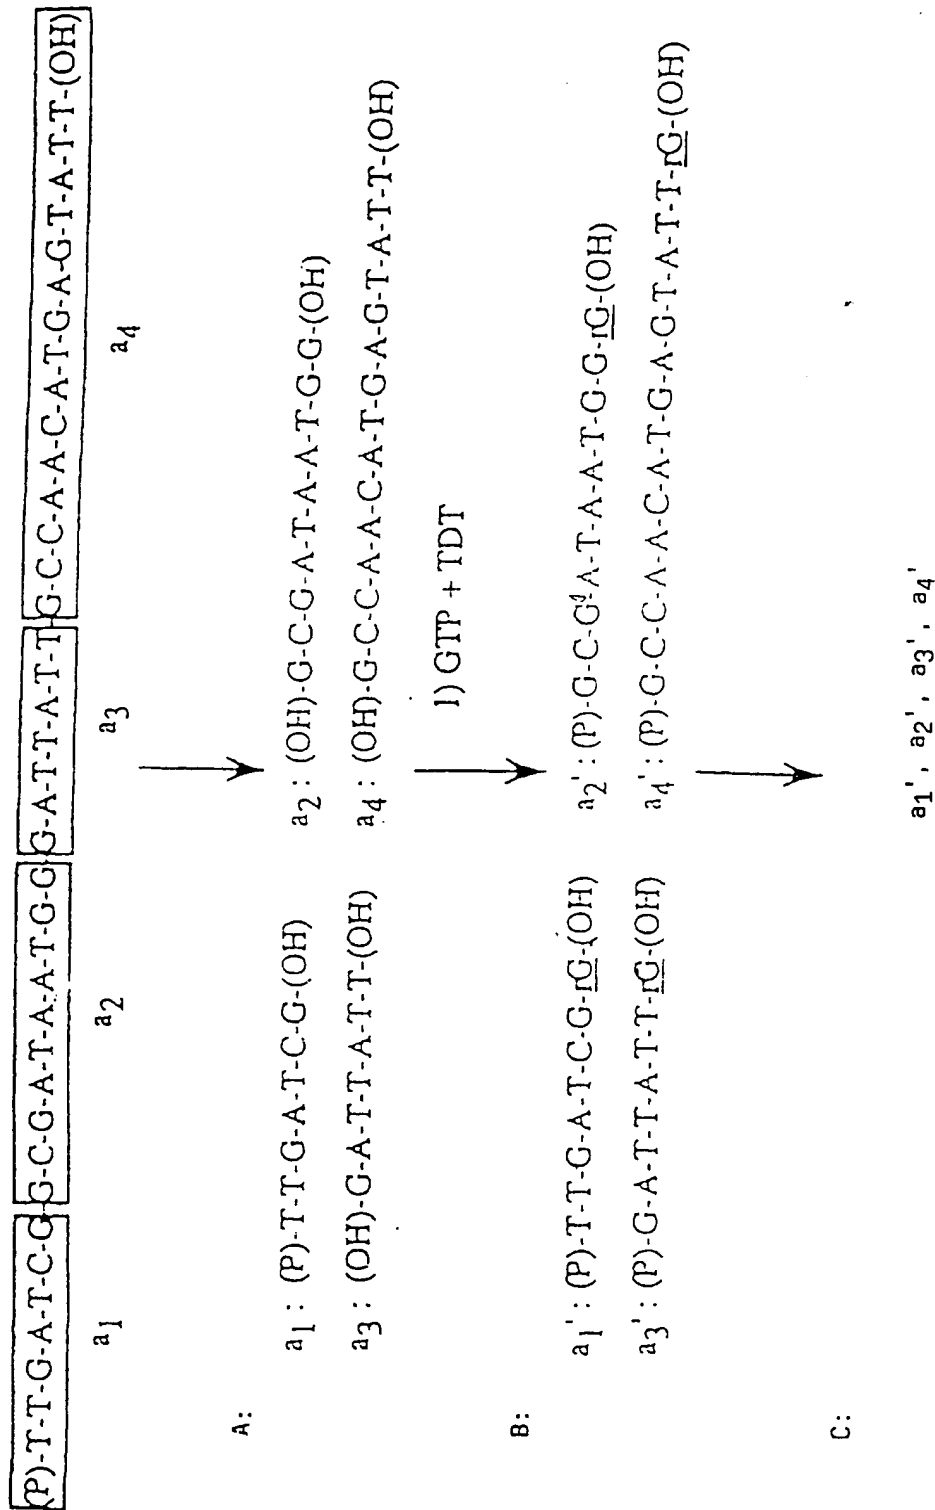 (P)-T-T-G-A-T-C-G-G-C-G-A-T-A-A-T-G-G-G-A-T-T-A-T-T-G-C-C-A-A-C-A-T-G-A-G-T-A-T-T-(OH)
a1 a2 a3 a4
A:
a1 : (P)-T-T-G-A-T-C-G-(OH) a2 : (OH)-G-C-G-A-T-A-A-T-G-G-(OH)
a3 : (OH)-G-A-T-T-A-T-T-(OH) a4 : (OH)-G-C-C-A-A-C-A-T-G-A-G-T-A-T-T-(OH)
1) GTP + TDT
B:
a1' : (P)-T-T-G-A-T-C-G-rG-(OH) a2' : (P)-G-C-G-A-T-A-A-T-G-G-rG-(OH)
a3' : (P)-G-A-T-T-A-T-T-rG-(OH) a4' : (P)-G-C-C-A-A-C-A-T-G-A-G-T-A-T-T-rG-(OH)
C:
a1', a2', a3', a4'